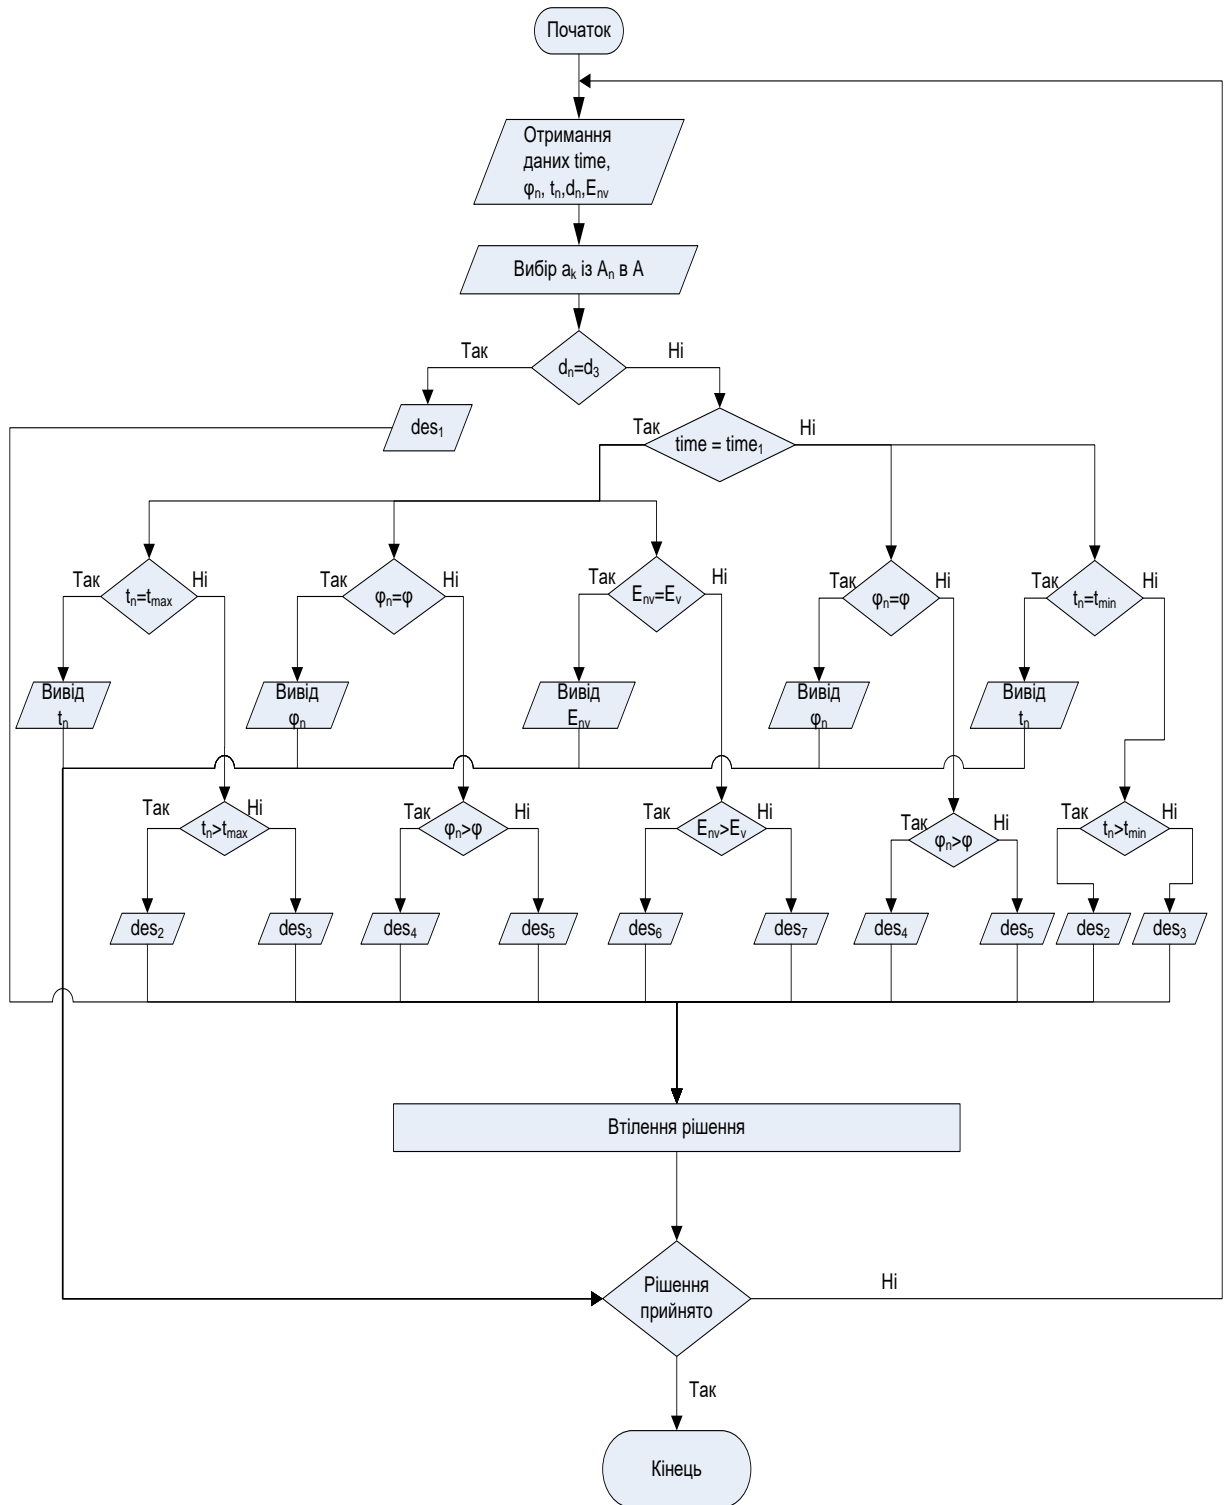 Початок
Отримання
даних time,
φₙ, tₙ,dₙ,Eₙᵥ
Вибір aₖ із Aₙ в A
Так
dₙ=d₃
Ні
des₁
Так
time = time₁
Ні
Так
tₙ=tₘₐₓ
Ні
Так
φₙ=φ
Ні
Так
Eₙᵥ=Eᵥ
Ні
Так
φₙ=φ
Ні
Так
tₙ=tₘᵢₙ
Ні
Вивід
tₙ
Вивід
φₙ
Вивід
Eₙᵥ
Вивід
φₙ
Вивід
tₙ
Так
tₙ>tₘₐₓ
Ні
Так
φₙ>φ
Ні
Так
Eₙᵥ>Eᵥ
Ні
Так
φₙ>φ
Ні
Так
tₙ>tₘᵢₙ
Ні
des₂
des₃
des₄
des₅
des₆
des₇
des₄
des₅
des₂
des₃
Втілення рішення
Рішення
прийнято
Ні
Так
Кінець